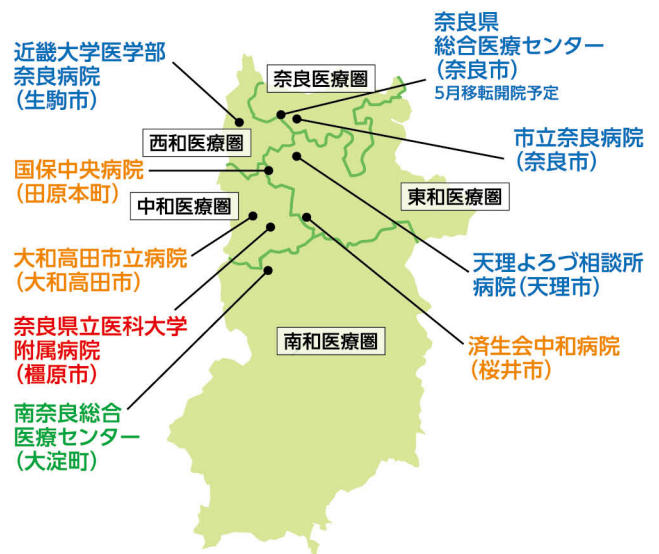 近畿大学医学部
奈良病院
(生駒市)
奈良医療圏
奈良県
総合医療センター
(奈良市)
5月移転開院予定
西和医療圏
市立奈良病院
(奈良市)
国保中央病院
(田原本町)
東和医療圏
中和医療圏
大和高田市立病院
(大和高田市)
天理よろづ相談所
病院(天理市)
奈良県立医科大学
附属病院
(橿原市)
南和医療圏
済生会中和病院
(桜井市)
南奈良総合
医療センター
(大淀町)